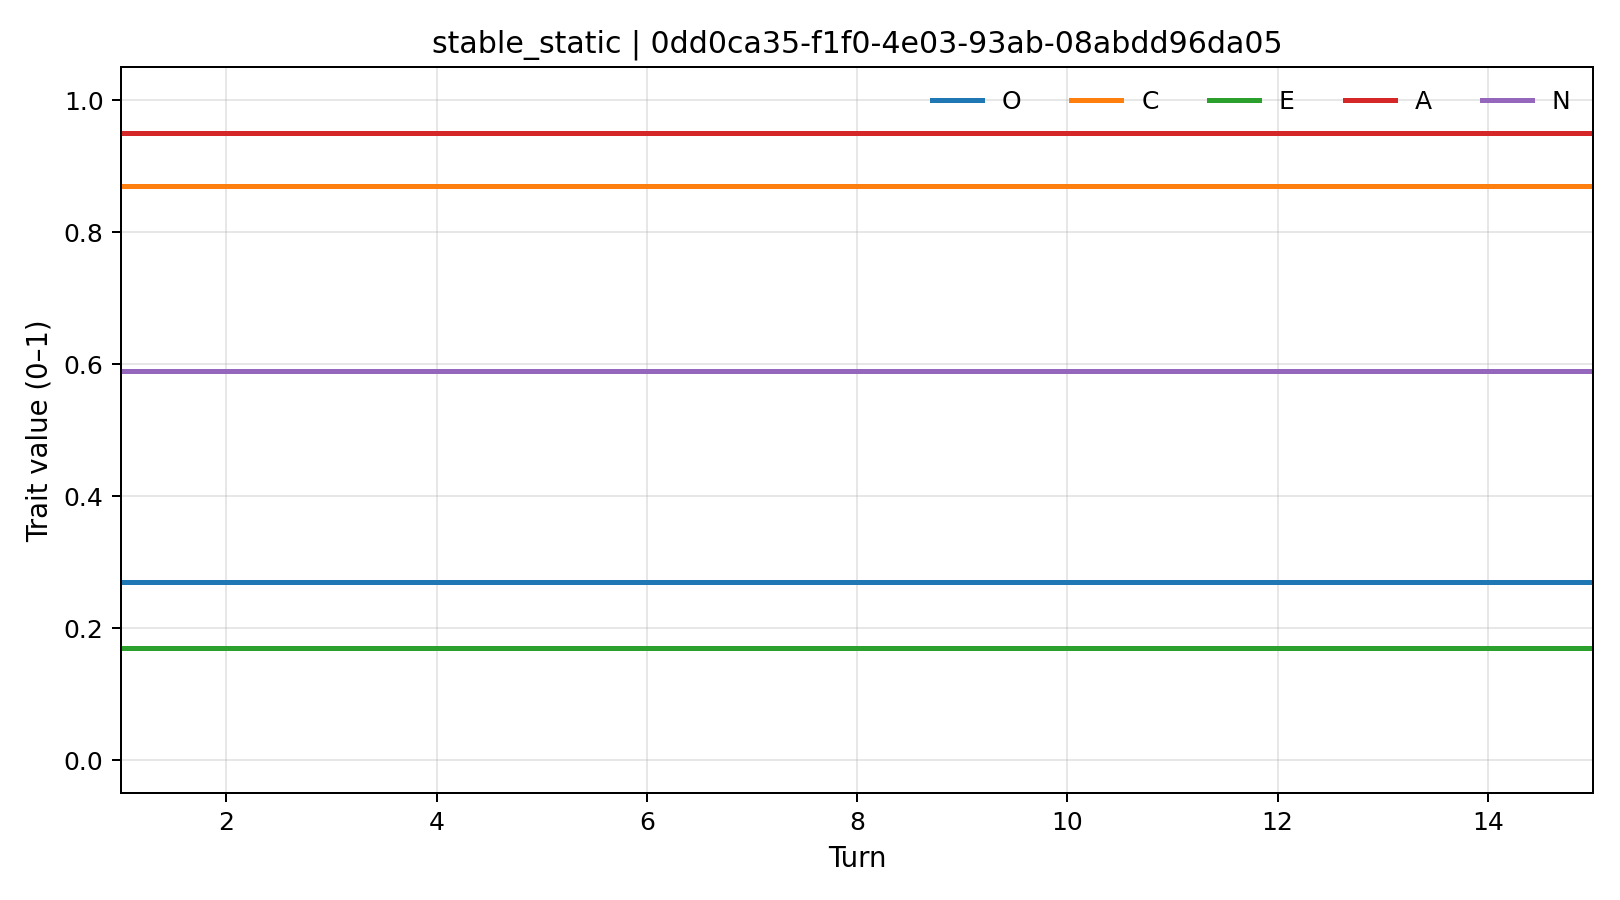 stable_static | 0dd0ca35-f1f0-4e03-93ab-08abdd96da05
O C E A N
1.0
0.8
0.6
0.4
0.2
0.0
Trait value (0–1)
2 4 6 8 10 12 14
Turn